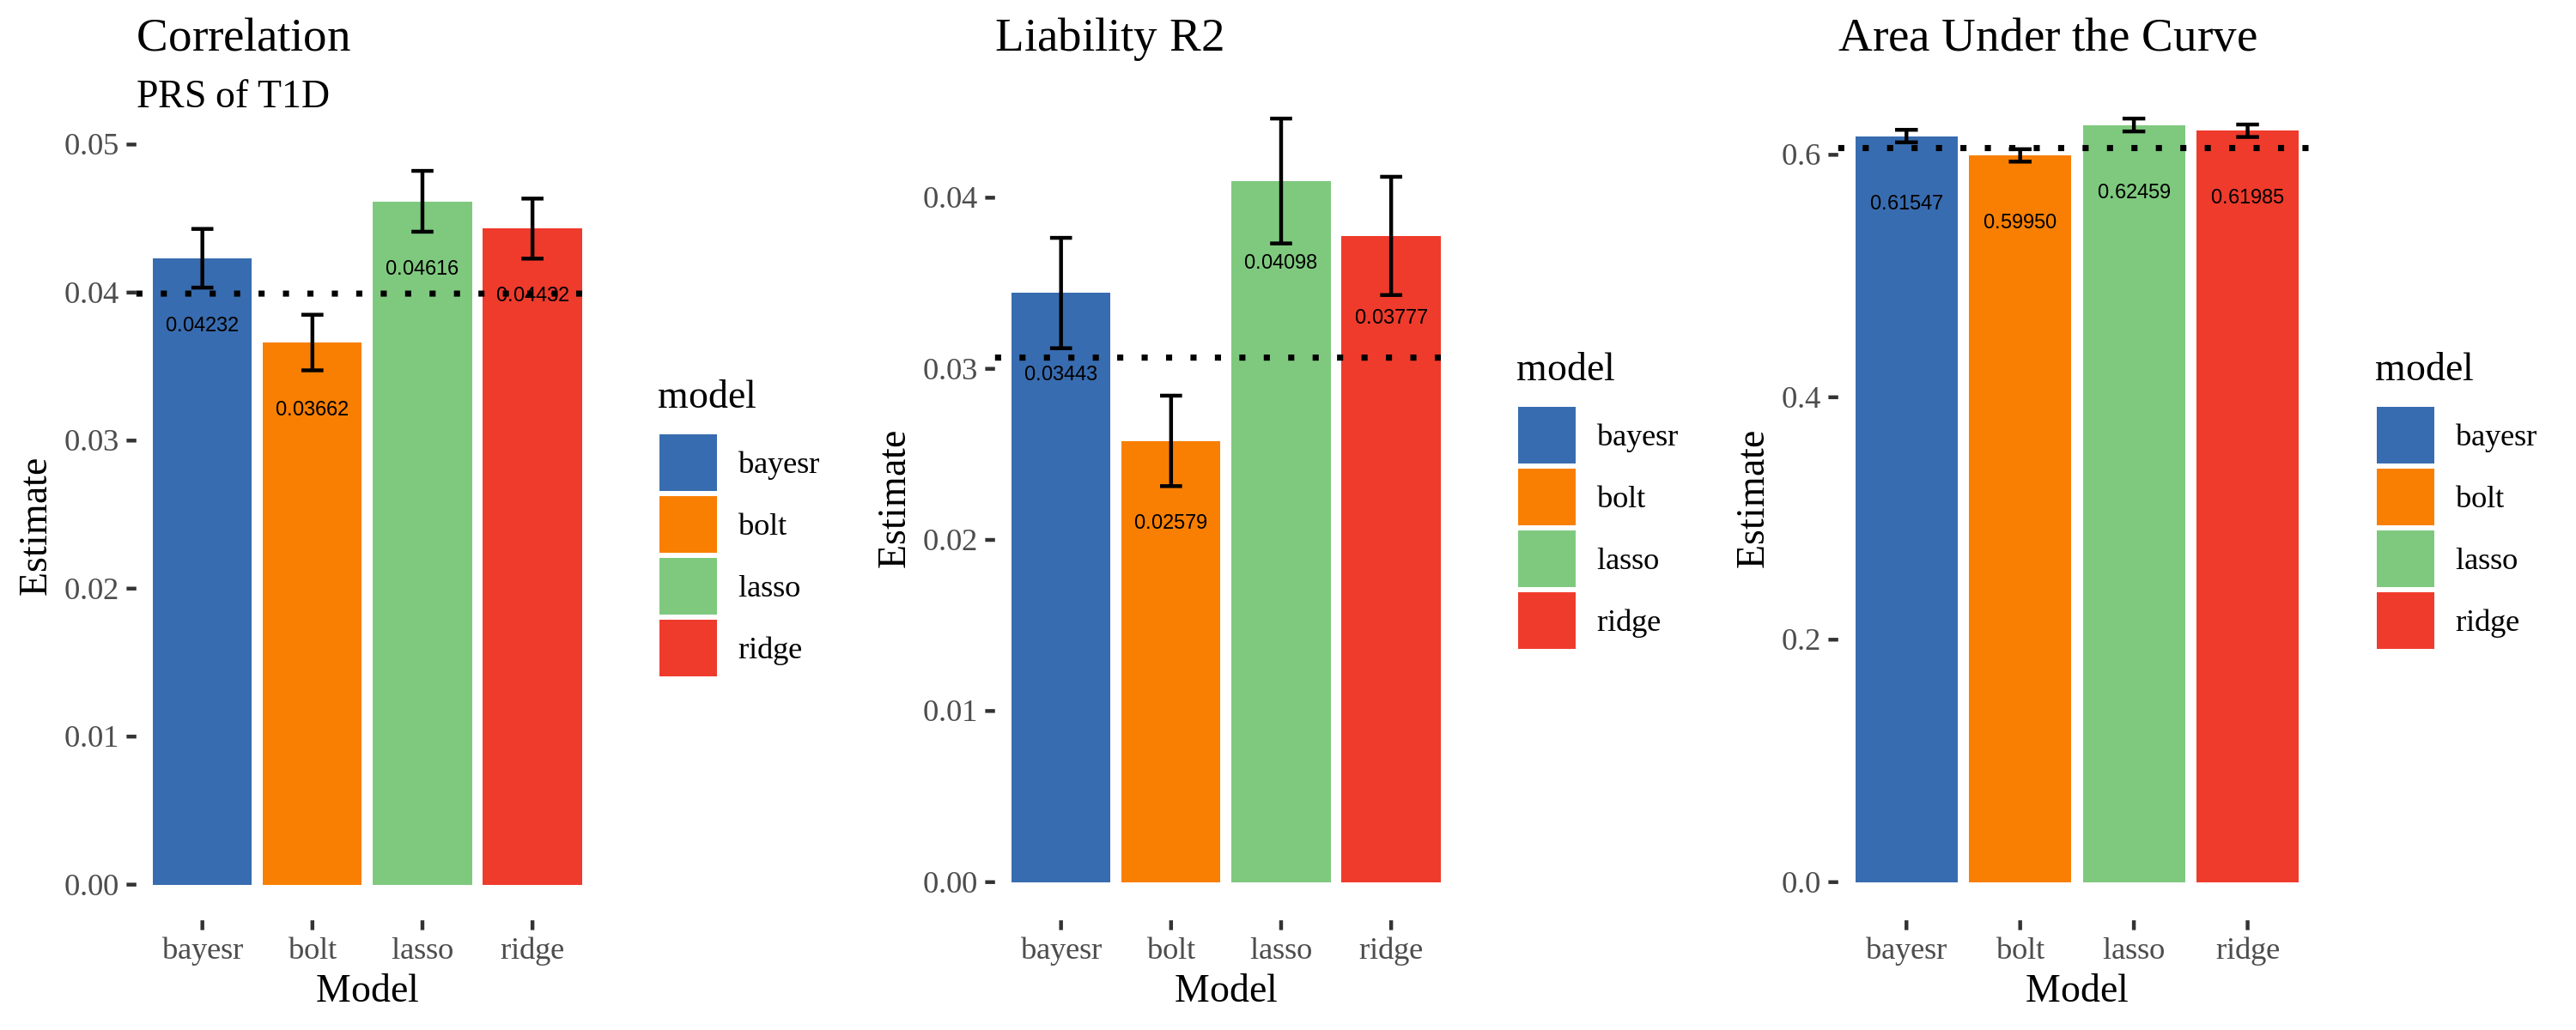 Correlation
PRS of T1D
Estimate
0.05
0.04
0.03
0.02
0.01
0.00
0.04232
0.03662
0.04616
0.04432
bayesr
bolt
lasso
ridge
Model
model
bayesr
bolt
lasso
ridge
Liability R2
Estimate
0.04
0.03
0.02
0.01
0.00
0.03443
0.02579
0.04098
0.03777
bayesr
bolt
lasso
ridge
Model
model
bayesr
bolt
lasso
ridge
Area Under the Curve
Estimate
0.6
0.4
0.2
0.0
0.61547
0.59950
0.62459
0.61985
bayesr
bolt
lasso
ridge
Model
model
bayesr
bolt
lasso
ridge